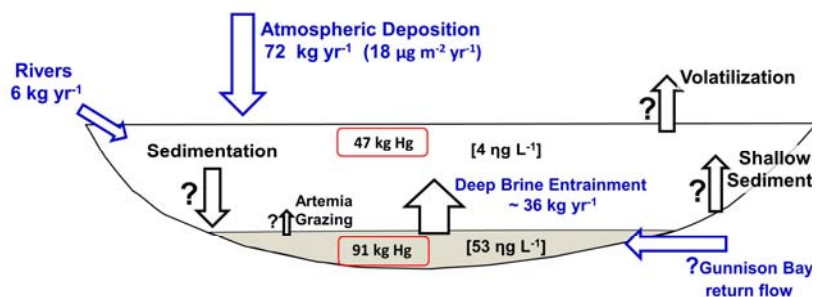 Atmospheric Deposition
72 kg yr⁻¹ (18 µg m⁻² yr⁻¹)
Rivers
6 kg yr⁻¹
Volatilization
?
47 kg Hg
[4 ηg L⁻¹]
Sedimentation
?
Shallow
Sediment
?
Deep Brine Entrainment
~ 36 kg yr⁻¹
Artemia
?Grazing
91 kg Hg
[53 ηg L⁻¹]
?Gunnison Bay
return flow